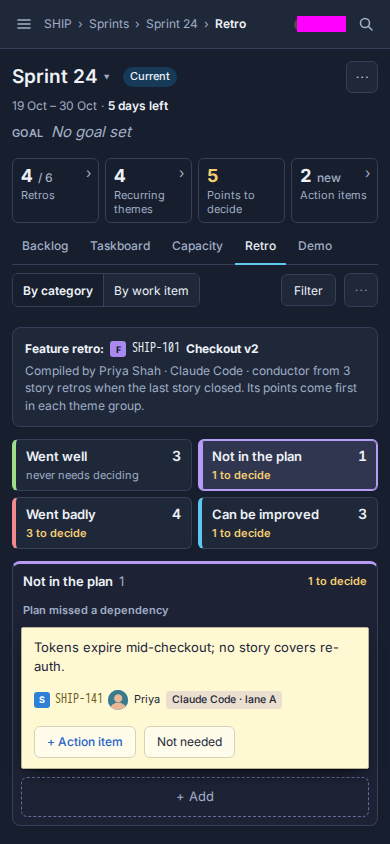 SHIP › Sprints › Sprint 24 › Retro
Sprint 24 ▾ Current ...
19 Oct – 30 Oct · 5 days left
GOAL No goal set
4 / 6 ›
Retros
4 ›
Recurring
themes
5
Points to
decide
2 new ›
Action items
Backlog Taskboard Capacity Retro Demo
By category By work item Filter ...
Feature retro: F SHIP-101 Checkout v2
Compiled by Priya Shah · Claude Code · conductor from 3
story retros when the last story closed. Its points come first
in each theme group.
Went well 3
never needs deciding
Not in the plan 1
1 to decide
Went badly 4
3 to decide
Can be improved 3
1 to decide
Not in the plan 1 1 to decide
Plan missed a dependency
Tokens expire mid-checkout; no story covers re-
auth.
S SHIP-141 Priya Claude Code · lane A
+ Action item Not needed
+ Add